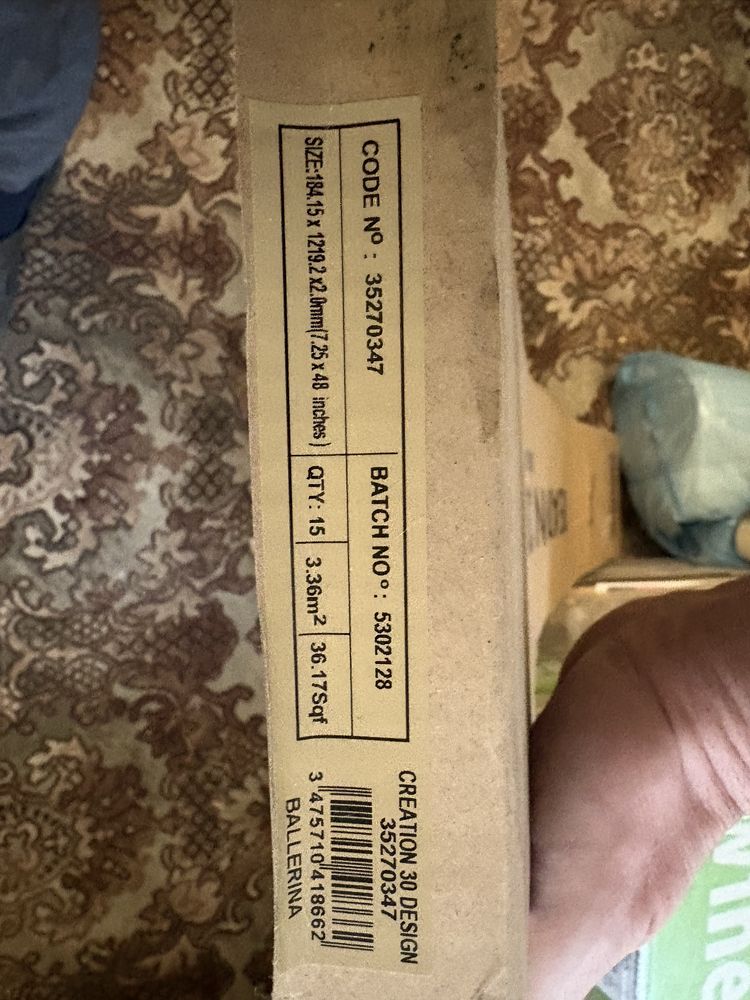 CODE Nº : 35270347
BATCH NOº: 5302128
SIZE:184.15 x 1219.2 x2.0mm(7.25 x 48 inches)
QTY: 15
3.36m²
36.17Sqf
CREATION 30 DESIGN
35270347
3 475710 418662
BALLERINA